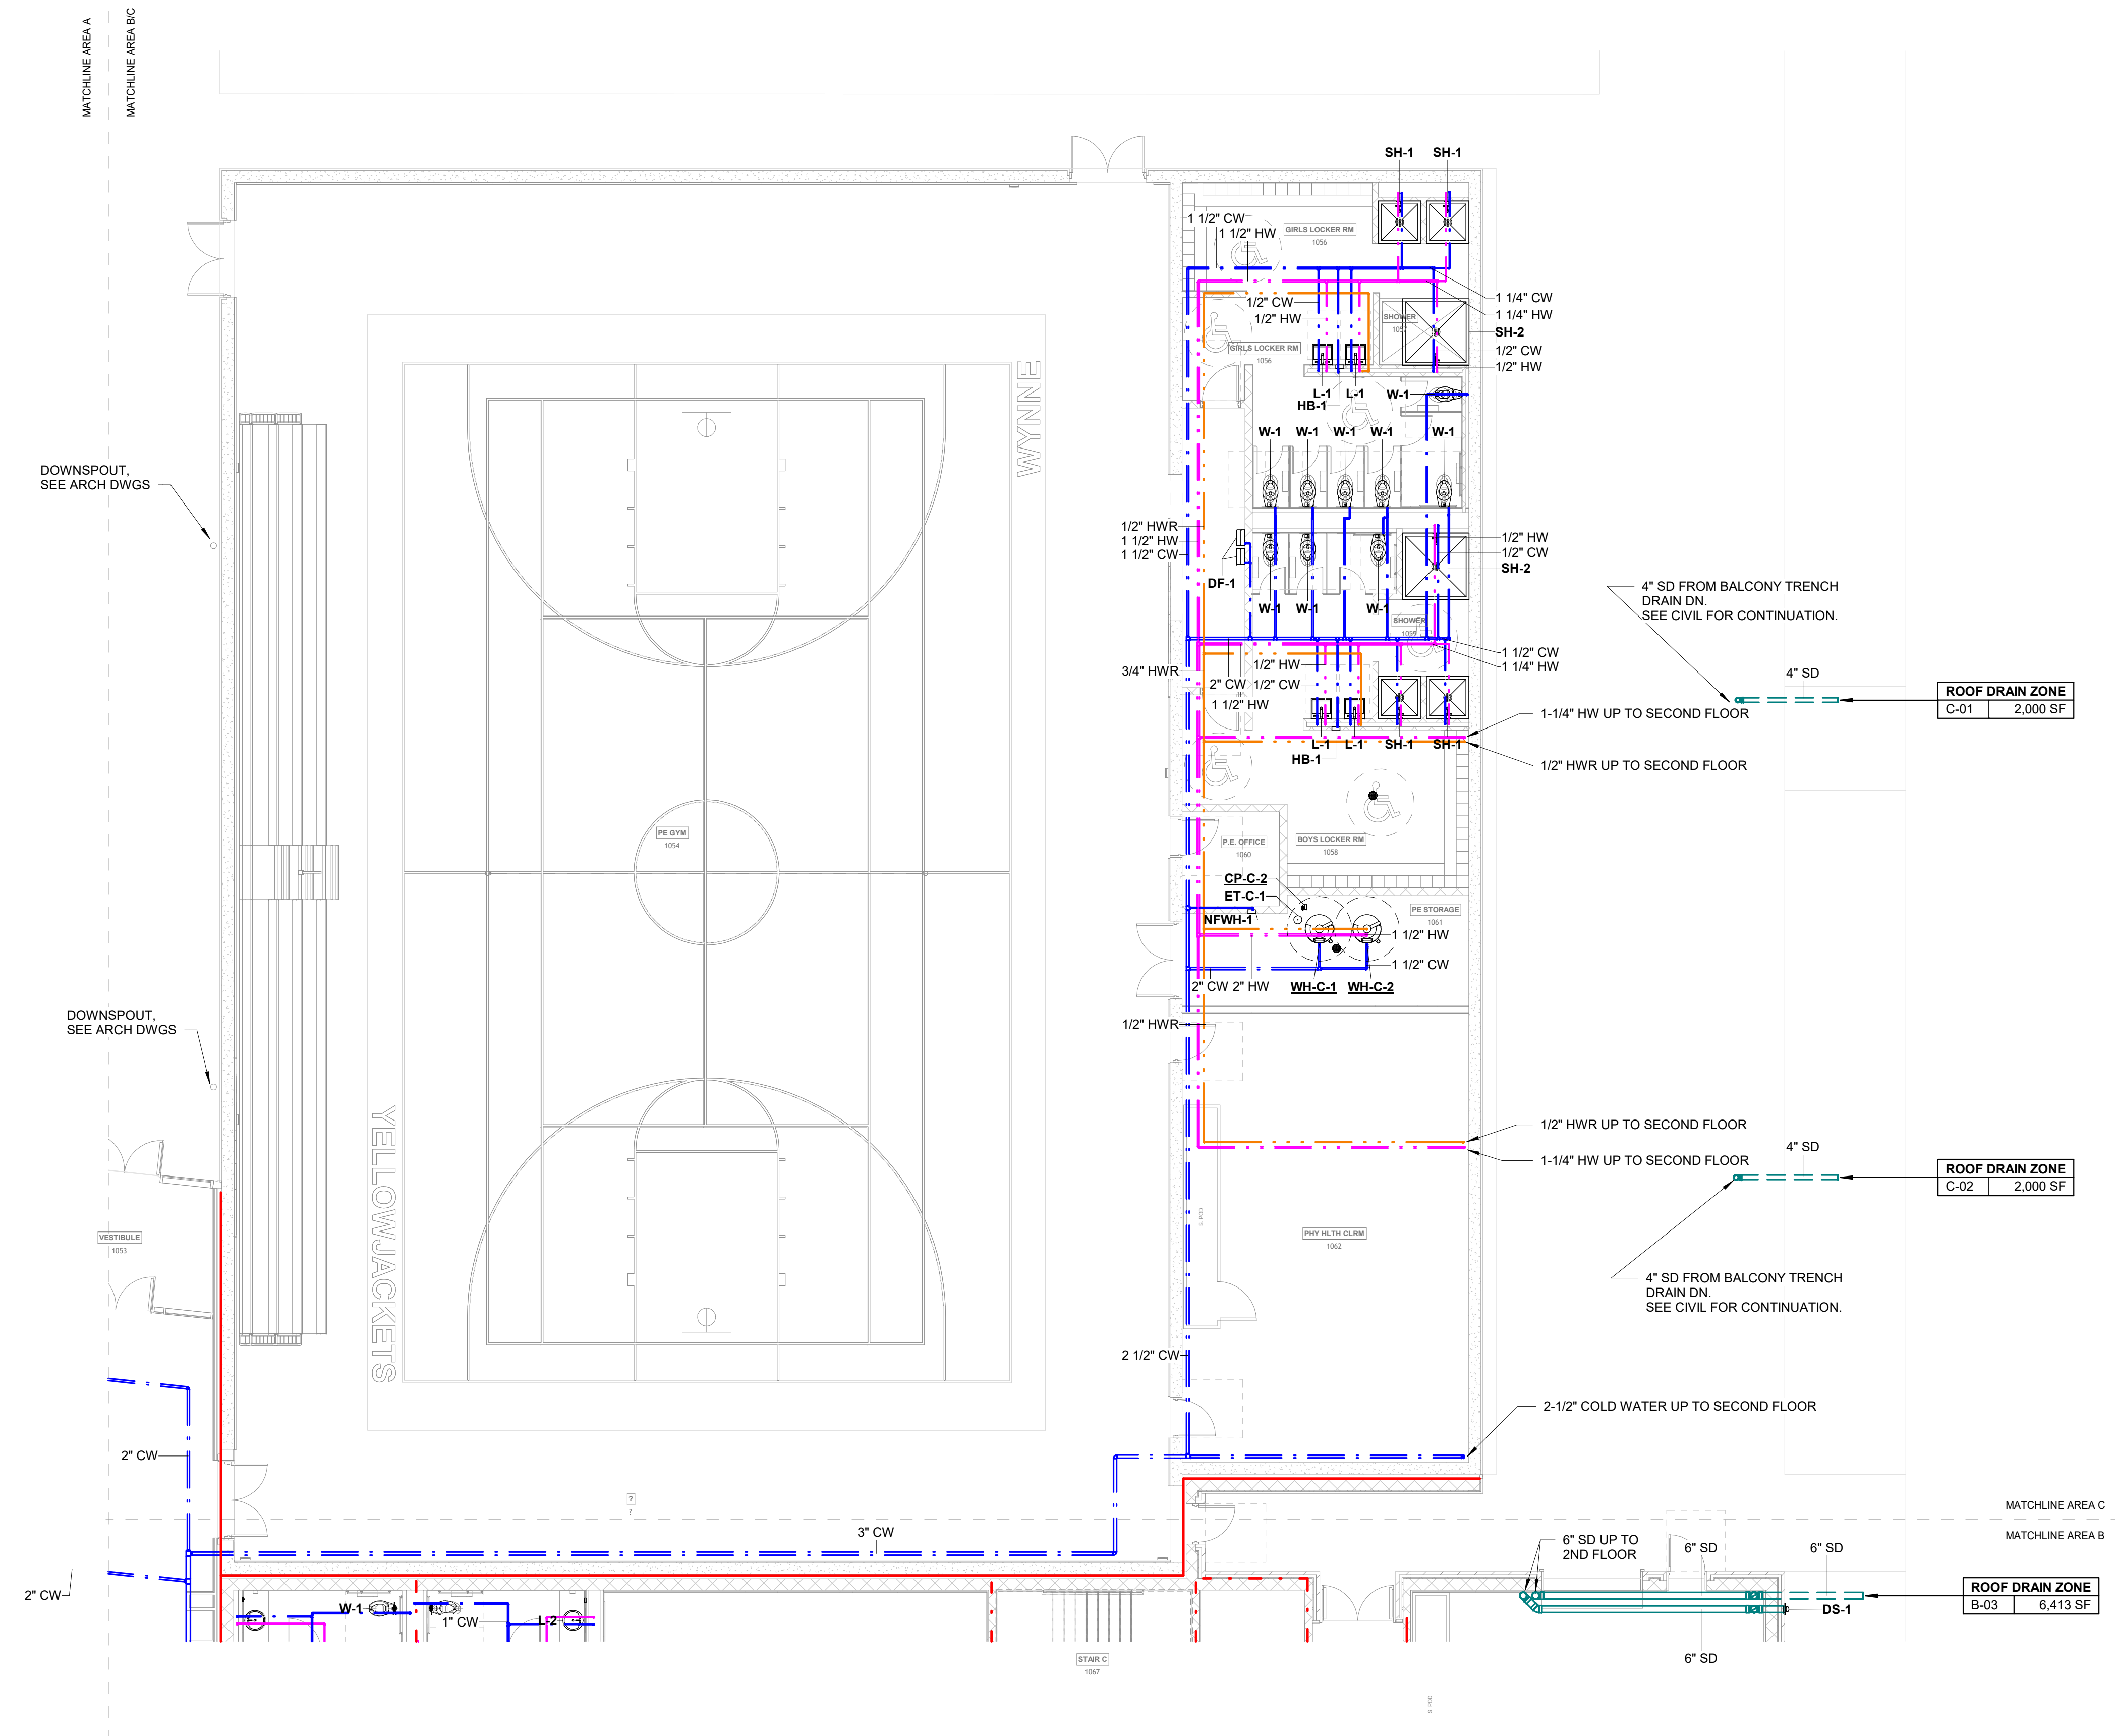 MATCHLINE AREA A
MATCHLINE AREA B/C
SH-1 SH-1
1 1/2" CW
1 1/2" HW
GIRLS LOCKER RM
1056
1/2" CW
1/2" HW
1 1/4" CW
1 1/4" HW
SH-2
1/2" CW
1/2" HW
SHOWER
1057
GIRLS LOCKER RM
1056
L-1 L-1
HB-1
W-1
W-1 W-1 W-1 W-1 W-1
WYNNE
DOWNSPOUT,
SEE ARCH DWGS
1/2" HWR
1 1/2" HW
1 1/2" CW
DF-1
1/2" HW
1/2" CW
SH-2
W-1 W-1 W-1
SHOWER
1059
4" SD FROM BALCONY TRENCH
DRAIN DN.
SEE CIVIL FOR CONTINUATION.
4" SD
ROOF DRAIN ZONE
C-01 2,000 SF
1 1/2" CW
1 1/4" HW
3/4" HWR
1/2" HW
1/2" CW
2" CW
1 1/2" HW
L-1 L-1 SH-1 SH-1
HB-1
1-1/4" HW UP TO SECOND FLOOR
1/2" HWR UP TO SECOND FLOOR
PE GYM
1054
P.E. OFFICE
1060
BOYS LOCKER RM
1058
CP-C-2
ET-C-1
NFWH-1
PE STORAGE
1061
1 1/2" HW
1 1/2" CW
2" CW 2" HW
WH-C-1 WH-C-2
DOWNSPOUT,
SEE ARCH DWGS
1/2" HWR
1/2" HWR UP TO SECOND FLOOR
1-1/4" HW UP TO SECOND FLOOR
4" SD
ROOF DRAIN ZONE
C-02 2,000 SF
4" SD FROM BALCONY TRENCH
DRAIN DN.
SEE CIVIL FOR CONTINUATION.
YELLOWJACKETS
VESTIBULE
1053
S. POD
PHY HLTH CLRM
1062
2 1/2" CW
2-1/2" COLD WATER UP TO SECOND FLOOR
2" CW
?
?
3" CW
MATCHLINE AREA C
MATCHLINE AREA B
2" CW
W-1
1" CW
L-2
6" SD UP TO
2ND FLOOR
6" SD
6" SD
ROOF DRAIN ZONE
B-03 6,413 SF
DS-1
6" SD
STAIR C
1067
S. POD